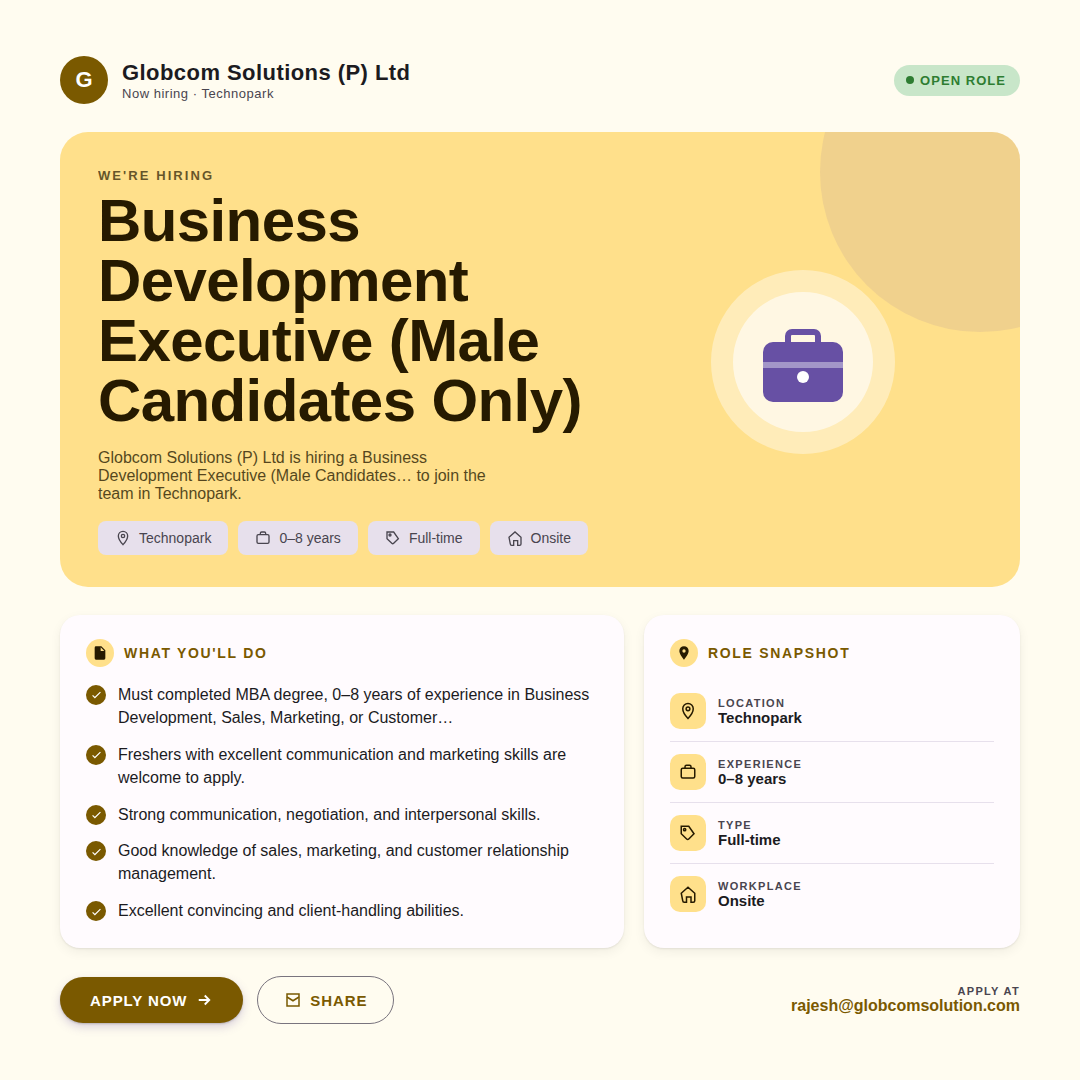 G
Globcom Solutions (P) Ltd
Now hiring · Technopark
OPEN ROLE
WE'RE HIRING
Business
Development
Executive (Male
Candidates Only)
Globcom Solutions (P) Ltd is hiring a Business
Development Executive (Male Candidates… to join the
team in Technopark.
Technopark
0–8 years
Full-time
Onsite
WHAT YOU'LL DO
Must completed MBA degree, 0–8 years of experience in Business
Development, Sales, Marketing, or Customer…
Freshers with excellent communication and marketing skills are
welcome to apply.
Strong communication, negotiation, and interpersonal skills.
Good knowledge of sales, marketing, and customer relationship
management.
Excellent convincing and client-handling abilities.
ROLE SNAPSHOT
LOCATION
Technopark
EXPERIENCE
0–8 years
TYPE
Full-time
WORKPLACE
Onsite
APPLY NOW
SHARE
APPLY AT
rajesh@globcomsolution.com